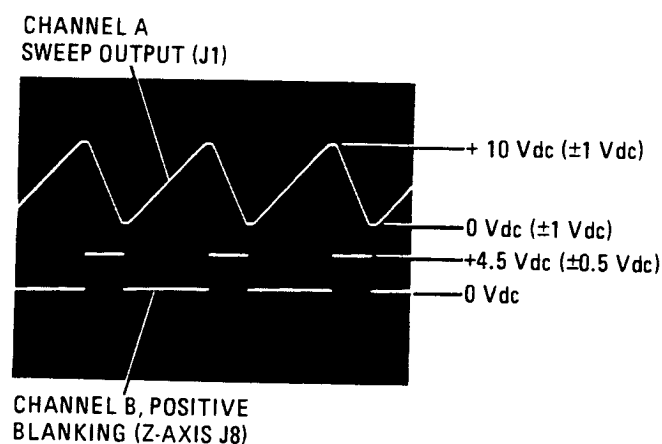 CHANNEL A
SWEEP OUTPUT (J1)
+ 10 Vdc (±1 Vdc)
0 Vdc (±1 Vdc)
+4.5 Vdc (±0.5 Vdc)
0 Vdc
CHANNEL B, POSITIVE
BLANKING (Z-AXIS J8)